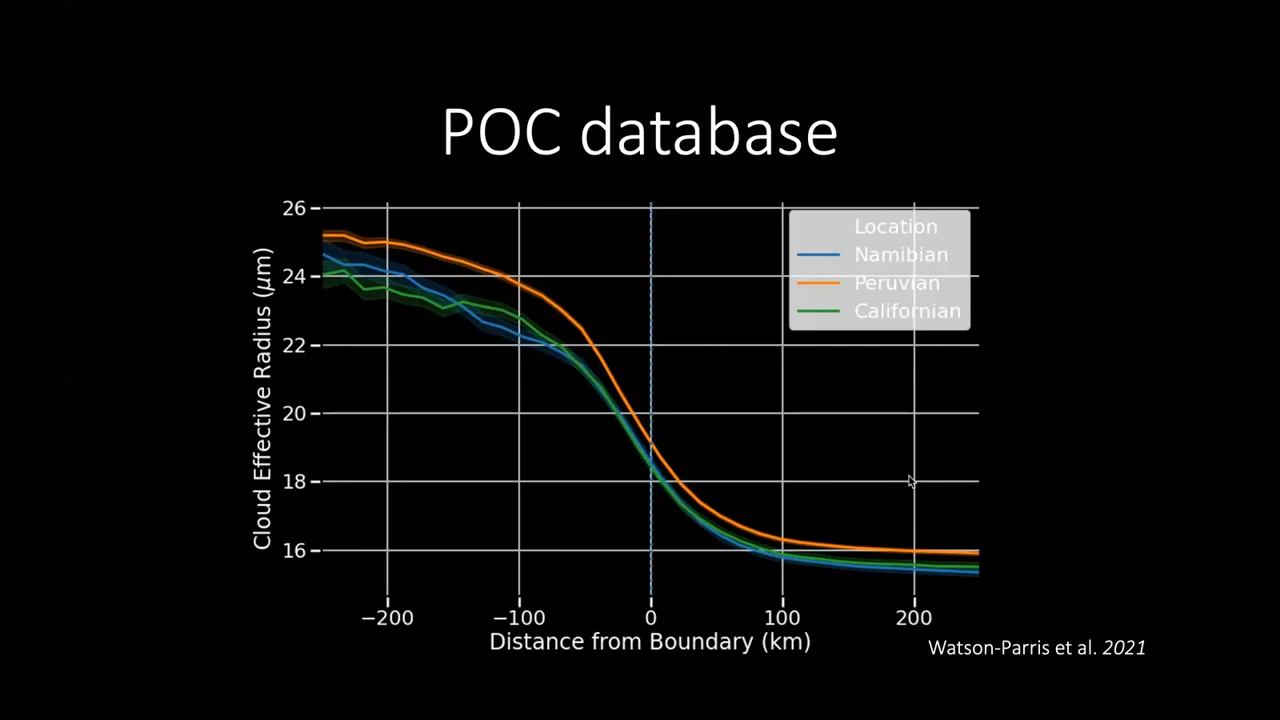 POC database
26
24
22
20
18
16
Cloud Effective Radius (μm)
Location
Namibian
Peruvian
Californian
−200 −100 0 100 200
Distance from Boundary (km)
Watson-Parris et al. 2021